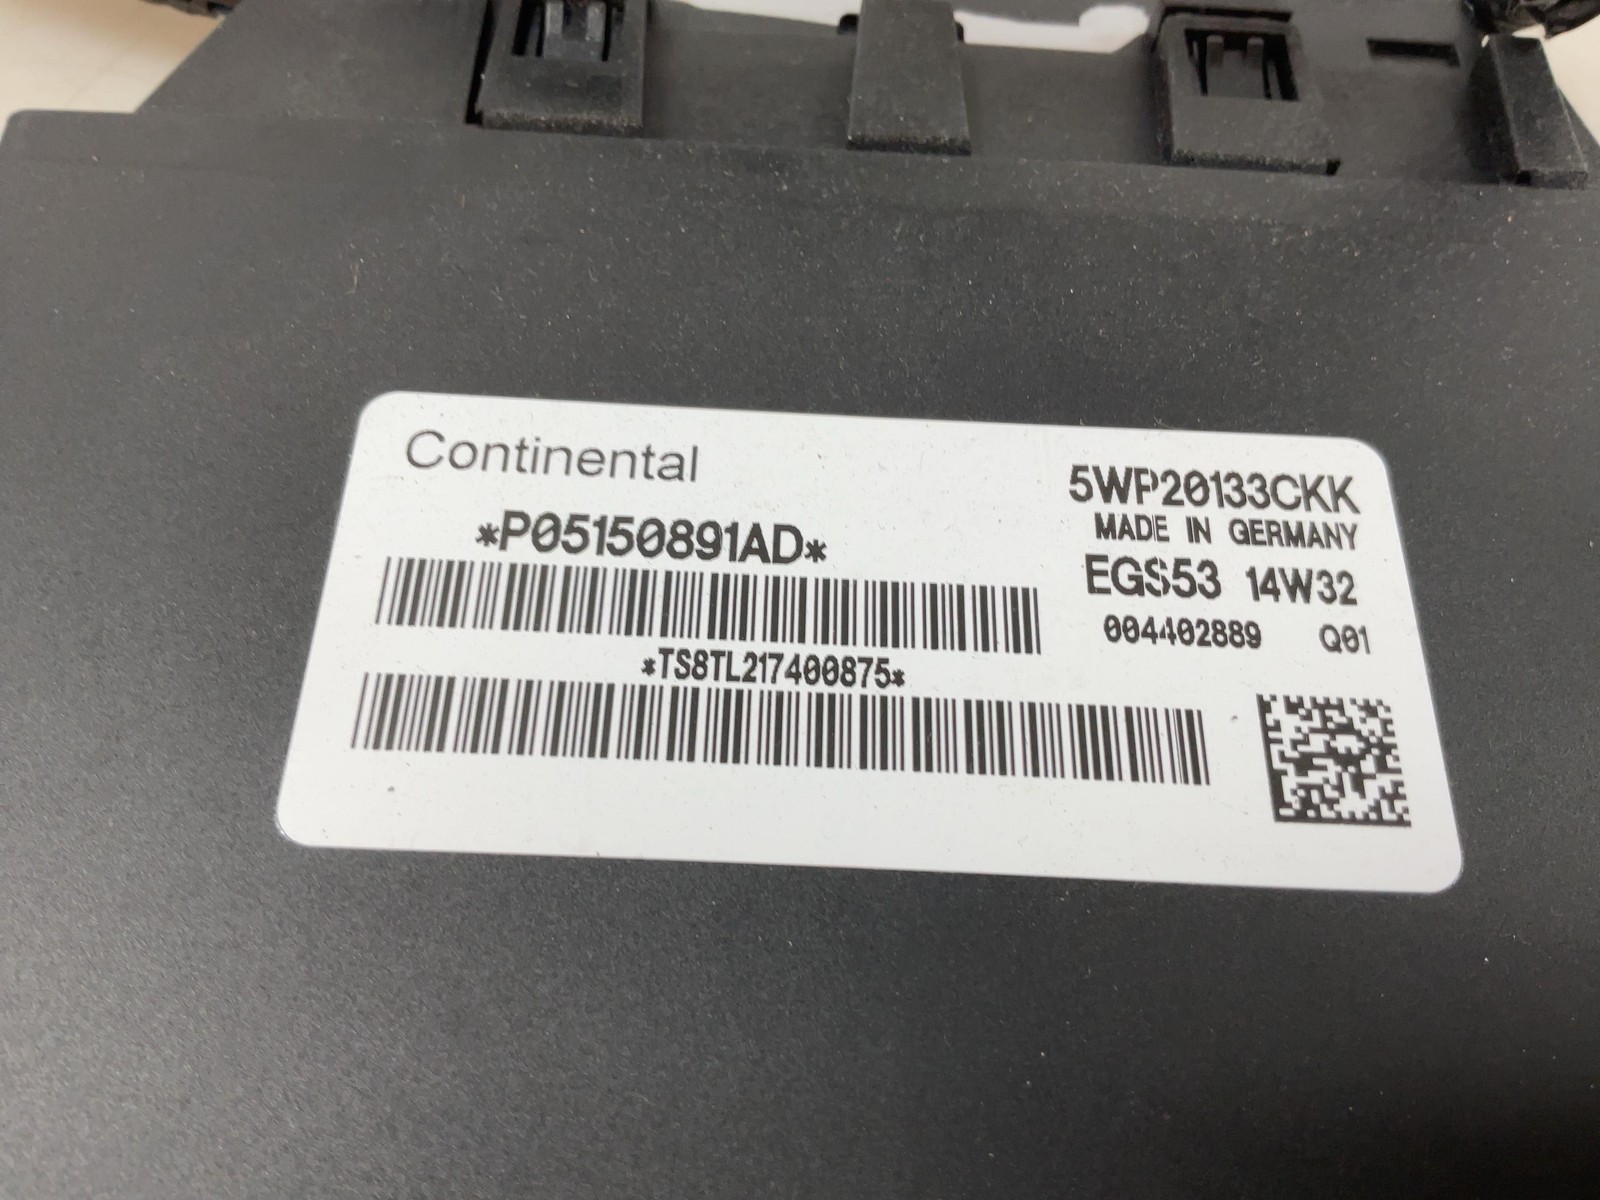 Continental
5WP20133CKK
*P05150891AD*
MADE IN GERMANY
EGS53 14W32
004402889 Q01
*TS8TL217400875*